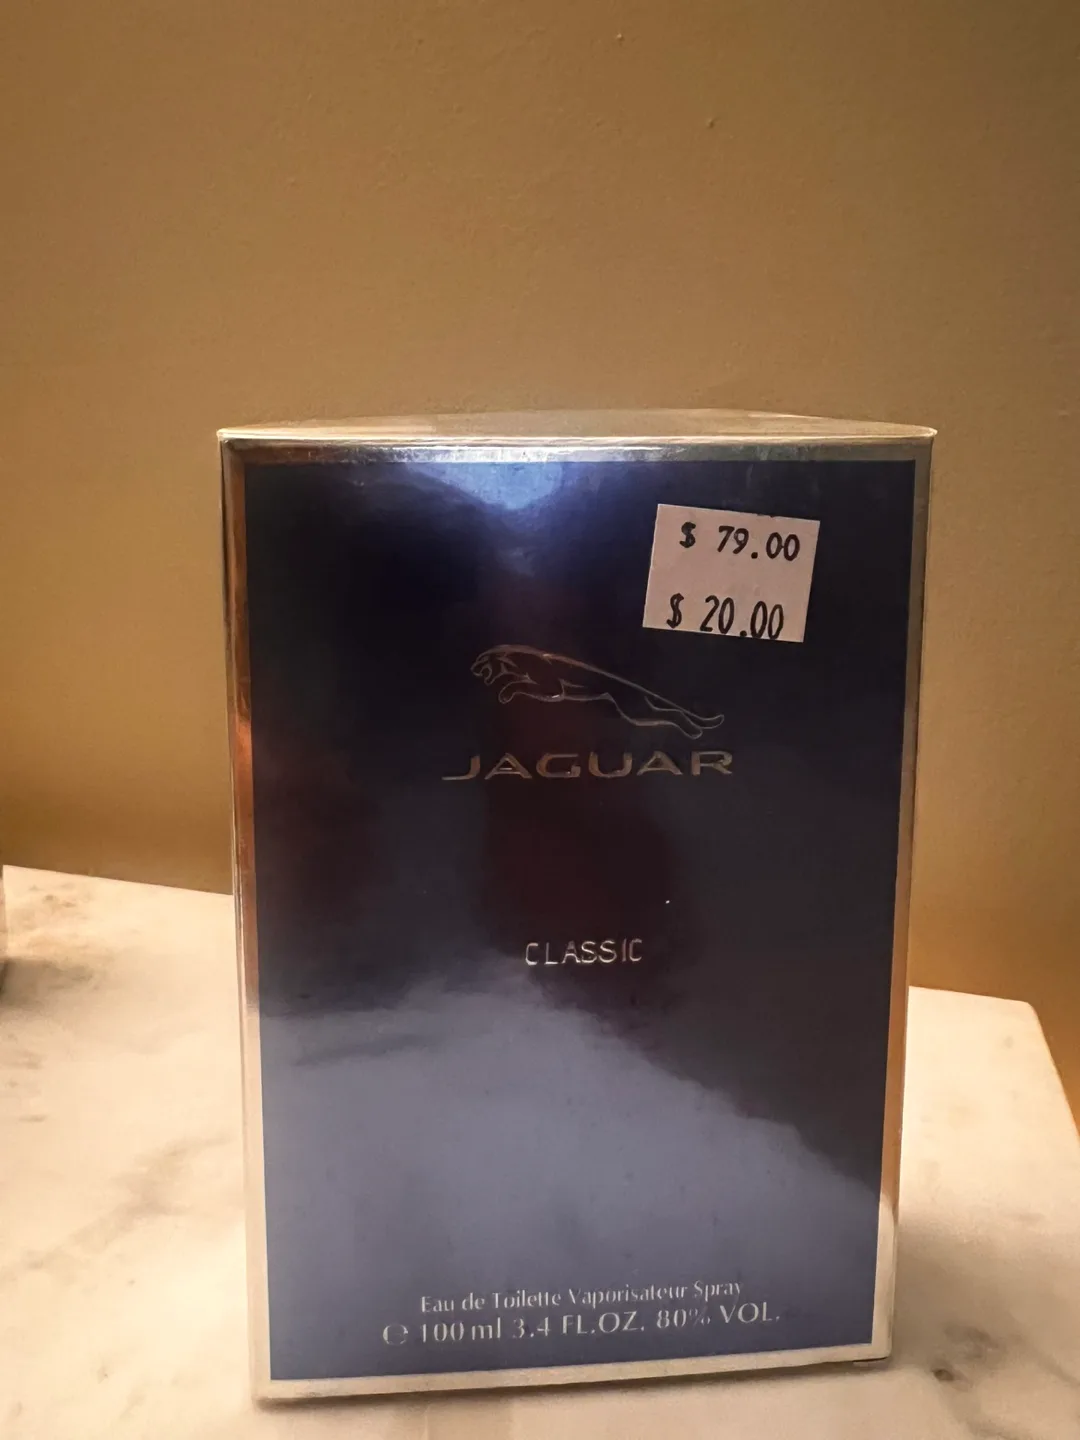 $ 79.00
$ 20.00
JAGUAR
CLASSIC
Eau de Toilette Vaporisateur Spray
℮ 100 ml 3.4 FL.OZ. 80% VOL.